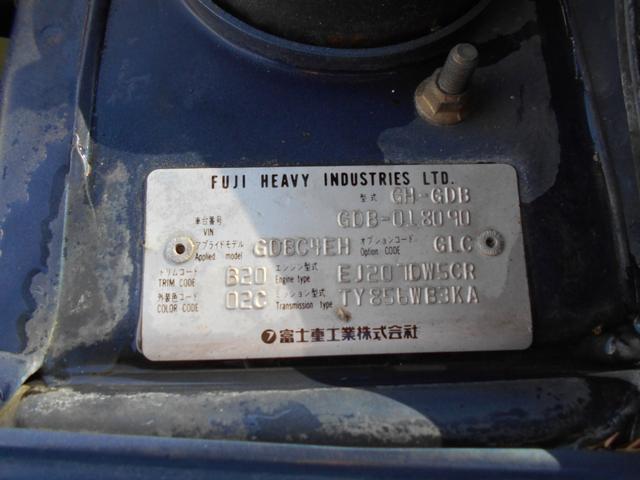 FUJI HEAVY INDUSTRIES LTD.
型式 GH-GDB
車台番号 VIN GDB-018090
アプライドモデル Applied model GDBC4EH オプションコード Option code GLC
トリムコード TRIM CODE B20 エンジン型式 Engine type EJ207DW5CR
外装色コード COLOR CODE 02C ミッション型式 Transmission type TY856WB3KA
フ 富士重工業株式会社